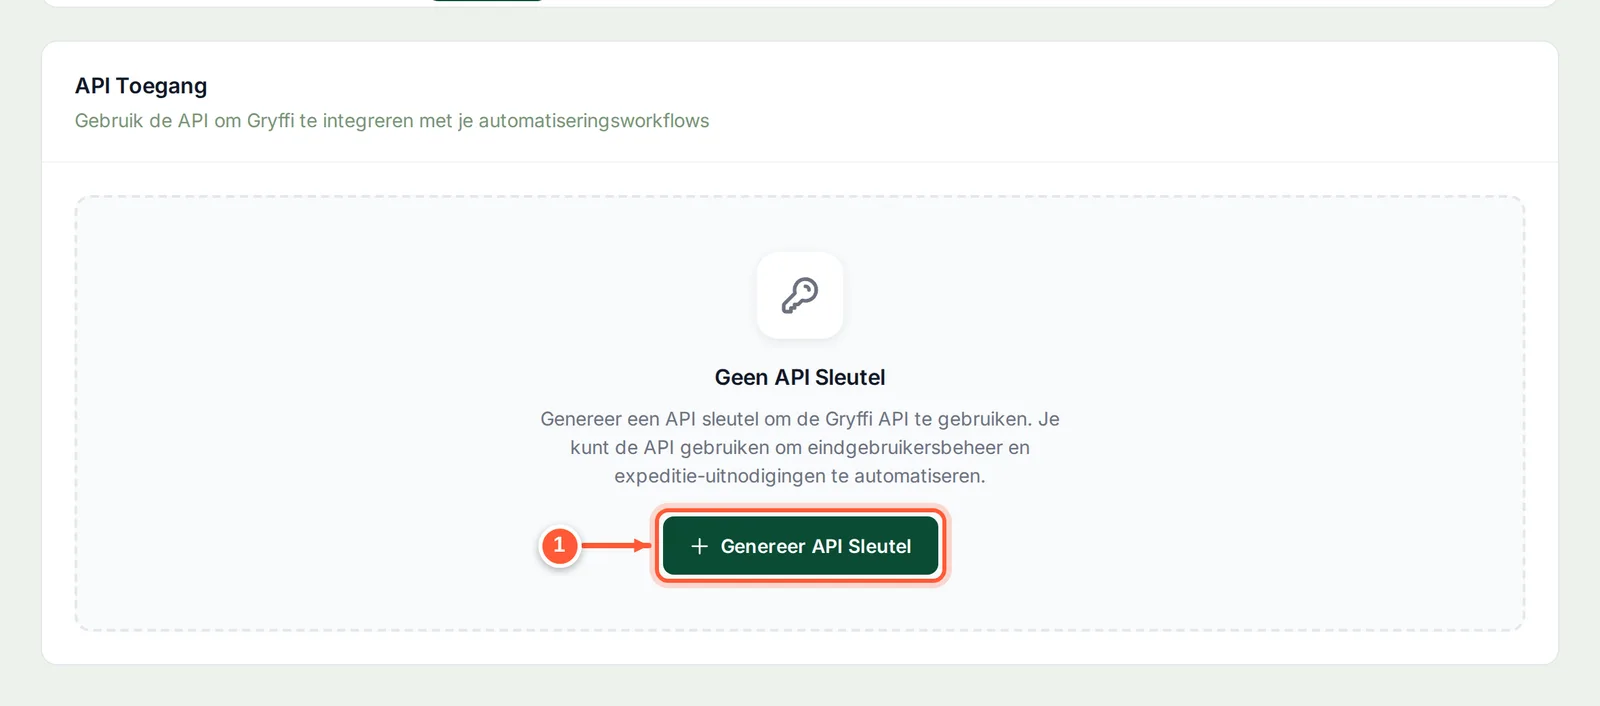 API Toegang
Gebruik de API om Gryffi te integreren met je automatiseringsworkflows
Geen API Sleutel
Genereer een API sleutel om de Gryffi API te gebruiken. Je
kunt de API gebruiken om eindgebruikersbeheer en
expeditie-uitnodigingen te automatiseren.
1
+ Genereer API Sleutel